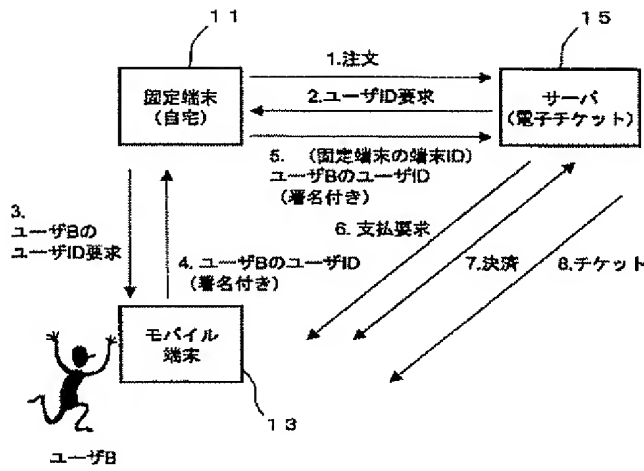 11
15
1.注文
固定端末
(自宅)
2.ユーザID要求
サーバ
(電子チケット)
5. (固定端末の端末ID)
ユーザBのユーザID
(署名付き)
3.
ユーザBの
ユーザID要求
4. ユーザBのユーザID
(署名付き)
6. 支払要求
7.決済
8.チケット
モバイル
端末
13
ユーザB